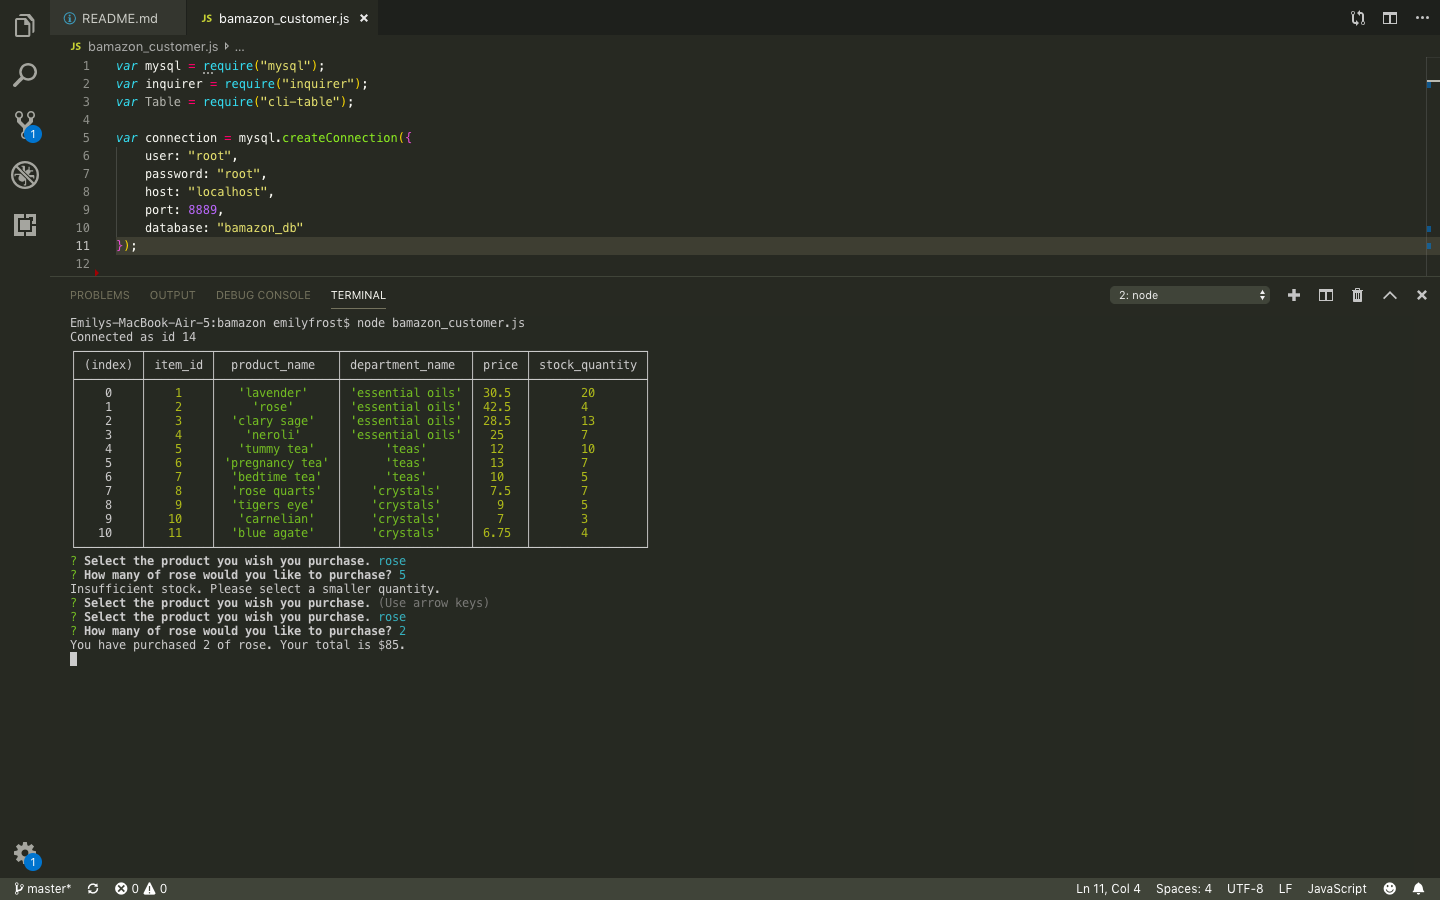 README.md JS bamazon_customer.js
JS bamazon_customer.js ...
1 var mysql = require("mysql");
2 var inquirer = require("inquirer");
3 var Table = require("cli-table");
4
5 var connection = mysql.createConnection({
6 user: "root",
7 password: "root",
8 host: "localhost",
9 port: 8889,
10 database: "bamazon_db"
11 });
12
1
PROBLEMS OUTPUT DEBUG CONSOLE TERMINAL 2: node
Emilys-MacBook-Air-5:bamazon emilyfrost$ node bamazon_customer.js
Connected as id 14
(index) item_id product_name department_name price stock_quantity
0 1 'lavender' 'essential oils' 30.5 20
1 2 'rose' 'essential oils' 42.5 4
2 3 'clary sage' 'essential oils' 28.5 13
3 4 'neroli' 'essential oils' 25 7
4 5 'tummy tea' 'teas' 12 10
5 6 'pregnancy tea' 'teas' 13 7
6 7 'bedtime tea' 'teas' 10 5
7 8 'rose quarts' 'crystals' 7.5 7
8 9 'tigers eye' 'crystals' 9 5
9 10 'carnelian' 'crystals' 7 3
10 11 'blue agate' 'crystals' 6.75 4
? Select the product you wish you purchase. rose
? How many of rose would you like to purchase? 5
Insufficient stock. Please select a smaller quantity.
? Select the product you wish you purchase. (Use arrow keys)
? Select the product you wish you purchase. rose
? How many of rose would you like to purchase? 2
You have purchased 2 of rose. Your total is $85.
1
master* 0 0 Ln 11, Col 4 Spaces: 4 UTF-8 LF JavaScript